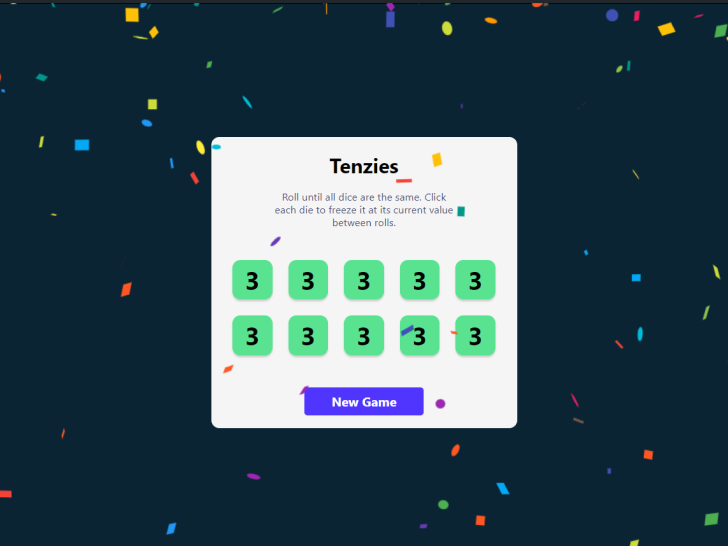 Tenzies
Roll until all dice are the same. Click
each die to freeze it at its current value
between rolls.
3 3 3 3 3
3 3 3 3 3
New Game